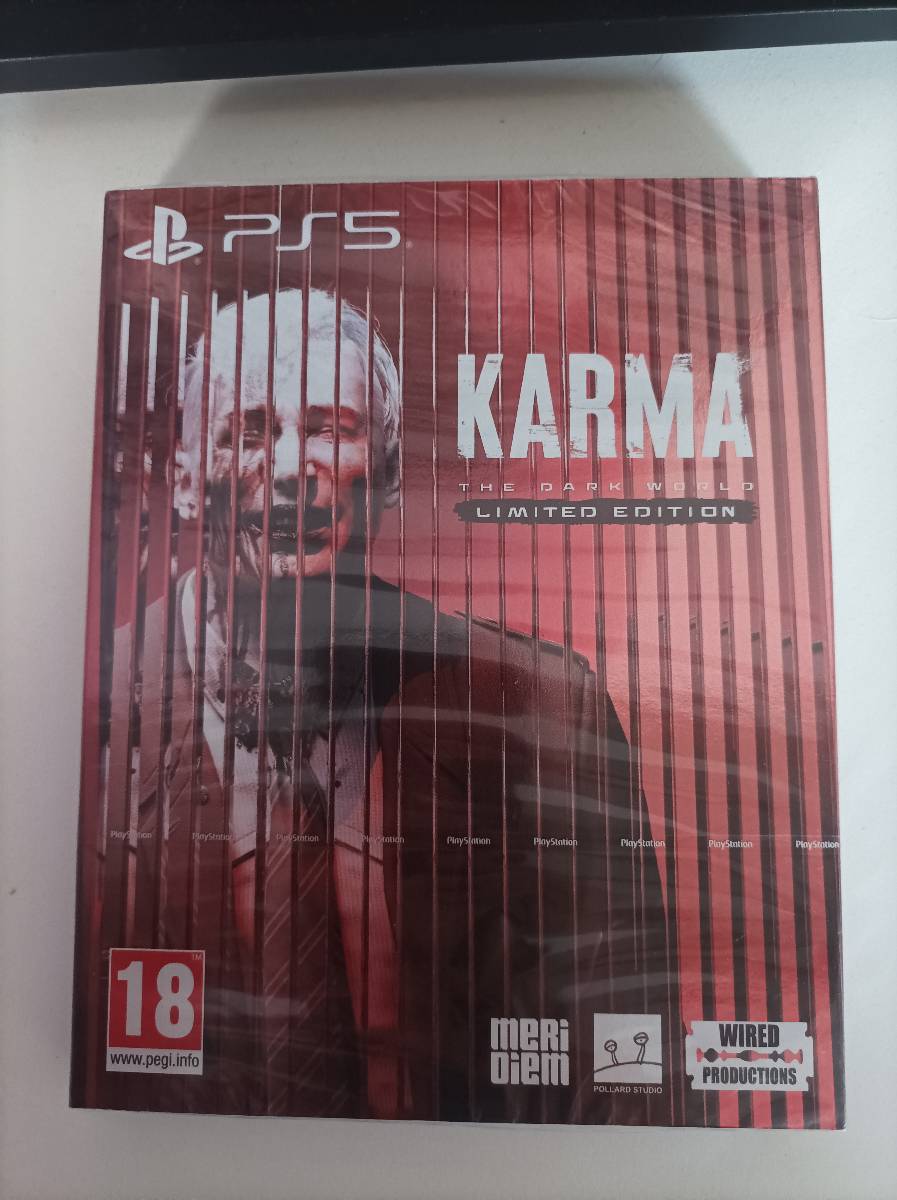 PS5
KARMA
THE DARK WORLD
LIMITED EDITION
PlayStation PlayStation PlayStation PlayStation PlayStation PlayStation PlayStation PlayStation PlayStation
18 TM
www.pegi.info
MERI
DIEM
POLLARD STUDIO
WIRED
PRODUCTIONS